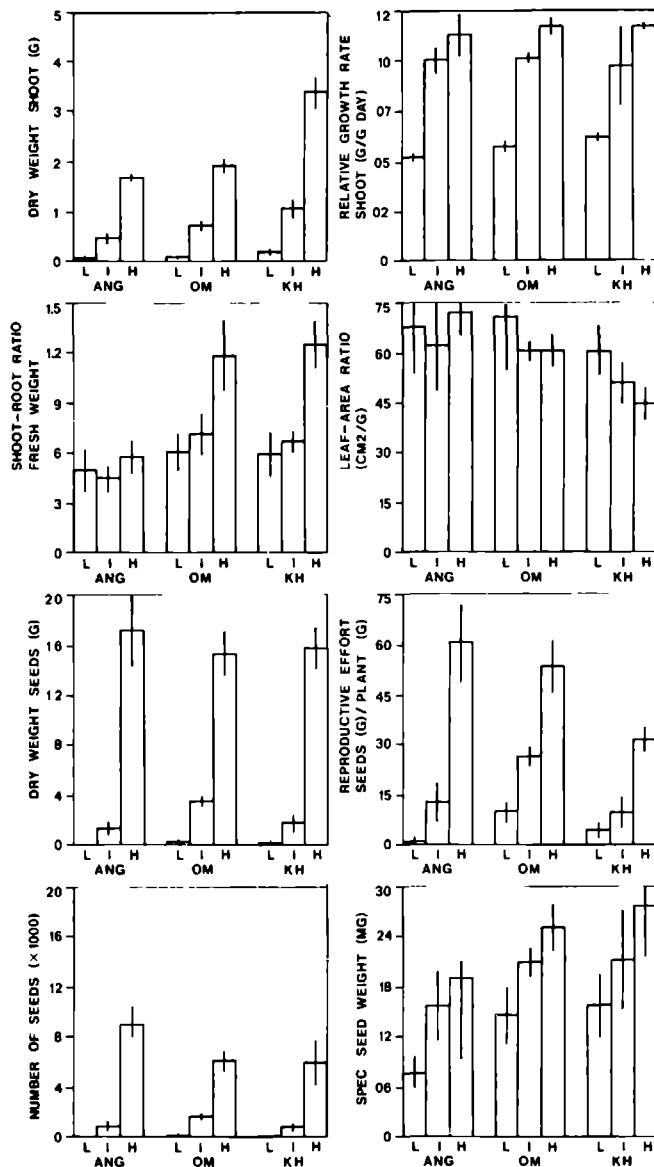 DRY WEIGHT SHOOT (G)
5
4
3
2
1
0
L I H L I H L I H
ANG OM KH
RELATIVE GROWTH RATE
SHOOT (G/G DAY)
12
10
07
05
02
L I H L I H L I H
ANG OM KH
SHOOT-ROOT RATIO
FRESH WEIGHT
1.5
1.2
9
6
3
0
L I H L I H L I H
ANG OM KH
LEAF-AREA RATIO
(CM2/G)
75
60
45
30
15
0
L I H L I H L I H
ANG OM KH
DRY WEIGHT SEEDS (G)
20
16
12
8
4
0
L I H L I H L I H
ANG OM KH
REPRODUCTIVE EFFORT
SEEDS (G)/PLANT (G)
75
60
45
30
15
0
L I H L I H L I H
ANG OM KH
NUMBER OF SEEDS (×1000)
20
16
12
8
4
0
L I H L I H L I H
ANG OM KH
SPEC SEED WEIGHT (MG)
30
24
18
12
06
L I H L I H L I H
ANG OM KH